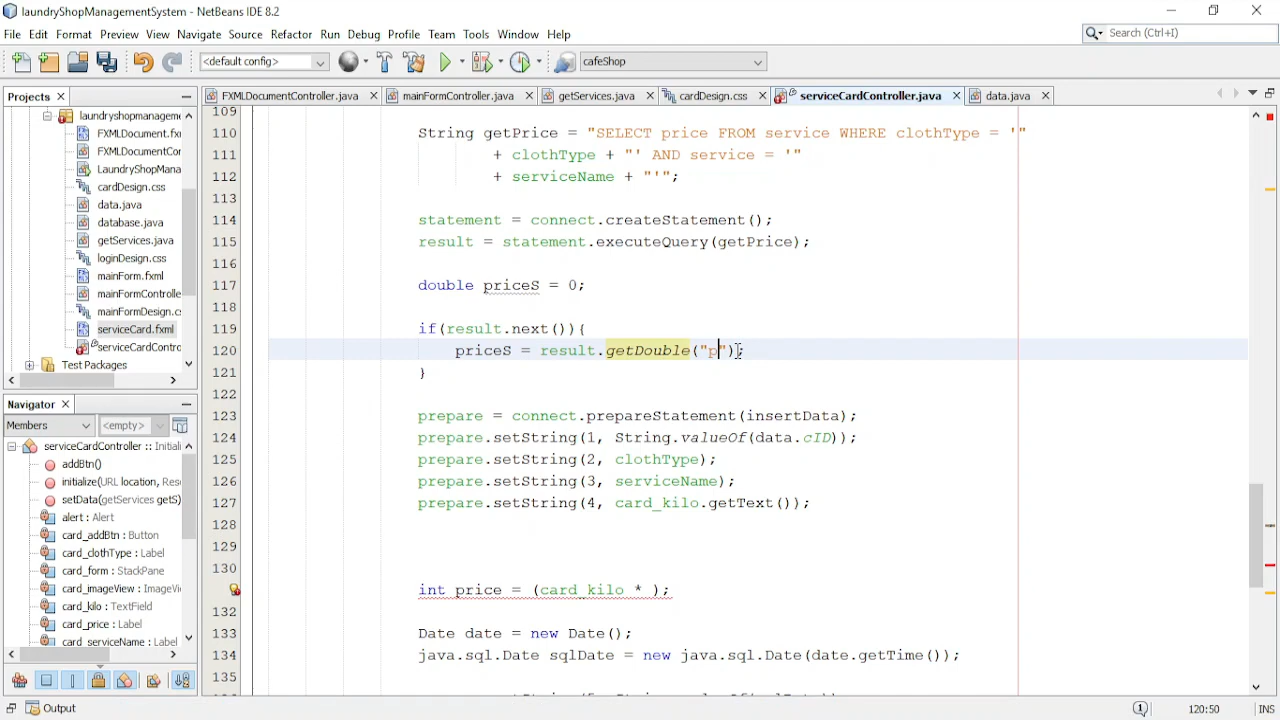 laundryShopManagementSystem - NetBeans IDE 8.2
File Edit Format Preview View Navigate Source Refactor Run Debug Profile Team Tools Window Help
Search (Ctrl+I)
<default config>
cafeShop
Projects
FXMLDocumentController.java
mainFormController.java
getServices.java
cardDesign.css
serviceCardController.java
data.java
laundryshopmanageme
FXMLDocument.fx
FXMLDocumentCor
LaundryShopMana
cardDesign.css
data.java
database.java
getServices.java
loginDesign.css
mainForm.fxml
mainFormControlle
mainFormDesign.cs
serviceCard.fxml
serviceCardContro
Test Packages
Navigator
Members
<empty>
serviceCardController :: Initial
addBtn()
initialize(URL location, Reso
setData(getServices getS)
alert : Alert
card_addBtn : Button
card_clothType : Label
card_form : StackPane
card_imageView : ImageVi
card_kilo : TextField
card_price : Label
card_serviceName : Label
109
110 String getPrice = "SELECT price FROM service WHERE clothType = '"
111 + clothType + "' AND service = '"
112 + serviceName + "'";
113
114 statement = connect.createStatement();
115 result = statement.executeQuery(getPrice);
116
117 double priceS = 0;
118
119 if(result.next()){
120 priceS = result.getDouble("p");
121 }
122
123 prepare = connect.prepareStatement(insertData);
124 prepare.setString(1, String.valueOf(data.cID));
125 prepare.setString(2, clothType);
126 prepare.setString(3, serviceName);
127 prepare.setString(4, card_kilo.getText());
128
129
130
int price = (card_kilo * );
132
133 Date date = new Date();
134 java.sql.Date sqlDate = new java.sql.Date(date.getTime());
135
Output
120:50
INS